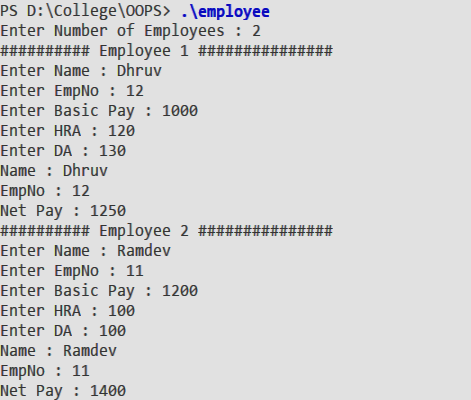 PS D:\College\OOPS> .\employee
Enter Number of Employees : 2
########## Employee 1 ###############
Enter Name : Dhruv
Enter EmpNo : 12
Enter Basic Pay : 1000
Enter HRA : 120
Enter DA : 130
Name : Dhruv
EmpNo : 12
Net Pay : 1250
########## Employee 2 ###############
Enter Name : Ramdev
Enter EmpNo : 11
Enter Basic Pay : 1200
Enter HRA : 100
Enter DA : 100
Name : Ramdev
EmpNo : 11
Net Pay : 1400